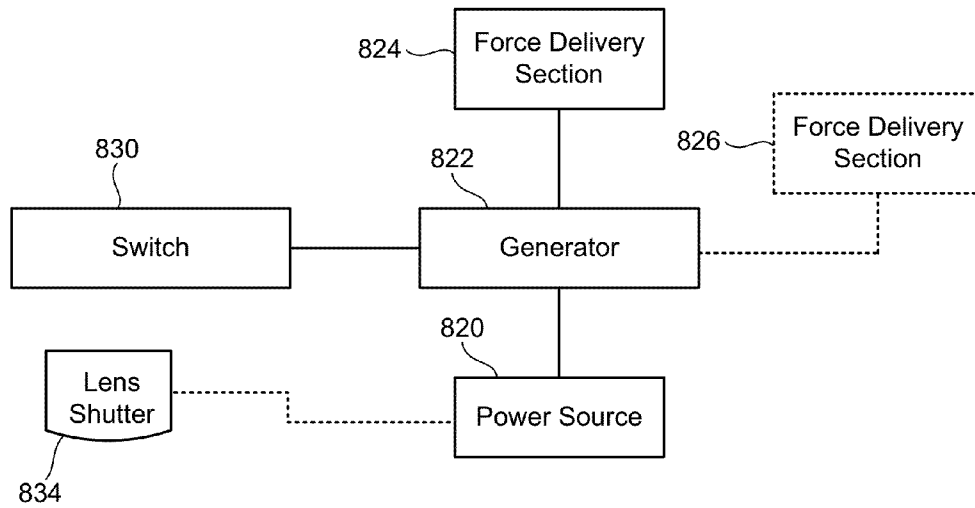 824
Force Delivery
Section
826
Force Delivery
Section
830
Switch
822
Generator
820
Power Source
Lens
Shutter
834